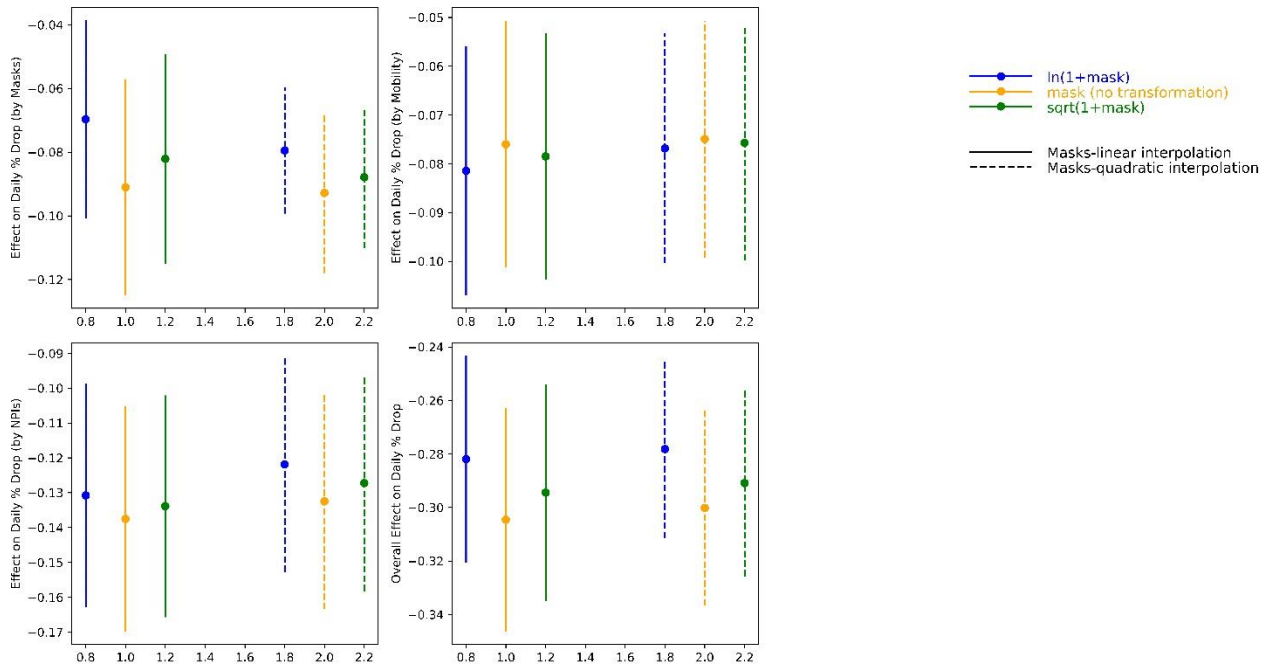 Effect on Daily % Drop (by Masks)
−0.04
−0.06
−0.08
−0.10
−0.12
0.8 1.0 1.2 1.4 1.6 1.8 2.0 2.2
Effect on Daily % Drop (by Mobility)
−0.05
−0.06
−0.07
−0.08
−0.09
−0.10
0.8 1.0 1.2 1.4 1.6 1.8 2.0 2.2
ln(1+mask)
mask (no transformation)
sqrt(1+mask)
Masks-linear interpolation
Masks-quadratic interpolation
Effect on Daily % Drop (by NPIs)
−0.09
−0.10
−0.11
−0.12
−0.13
−0.14
−0.15
−0.16
−0.17
0.8 1.0 1.2 1.4 1.6 1.8 2.0 2.2
Overall Effect on Daily % Drop
−0.24
−0.26
−0.28
−0.30
−0.32
−0.34
0.8 1.0 1.2 1.4 1.6 1.8 2.0 2.2